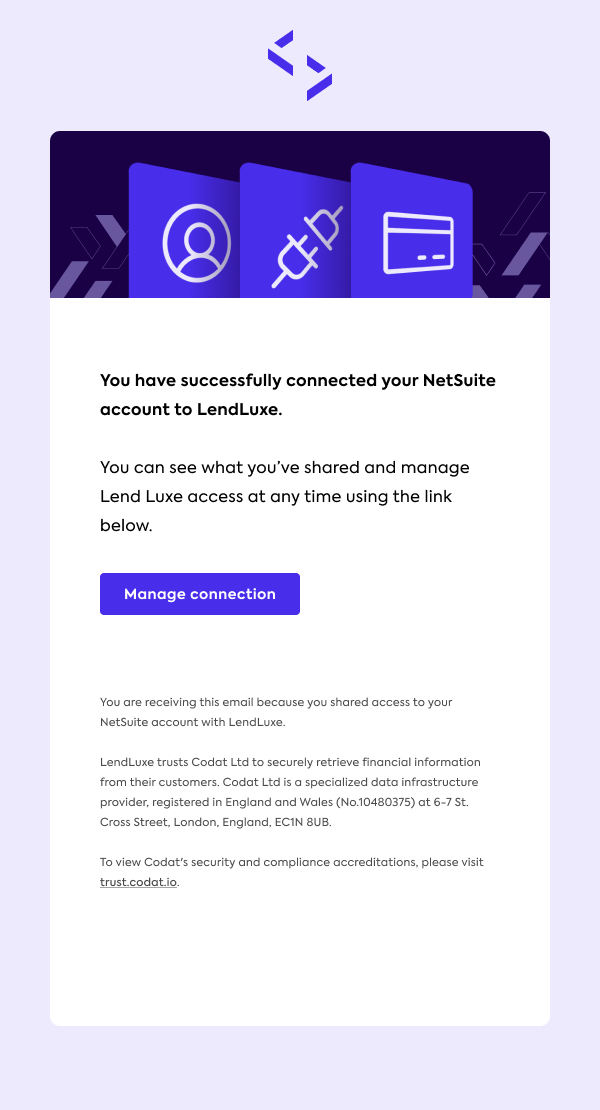 You have successfully connected your NetSuite
account to LendLuxe.
You can see what you’ve shared and manage
Lend Luxe access at any time using the link
below.
Manage connection
You are receiving this email because you shared access to your
NetSuite account with LendLuxe.
LendLuxe trusts Codat Ltd to securely retrieve financial information
from their customers. Codat Ltd is a specialized data infrastructure
provider, registered in England and Wales (No.10480375) at 6-7 St.
Cross Street, London, England, EC1N 8UB.
To view Codat's security and compliance accreditations, please visit
trust.codat.io.